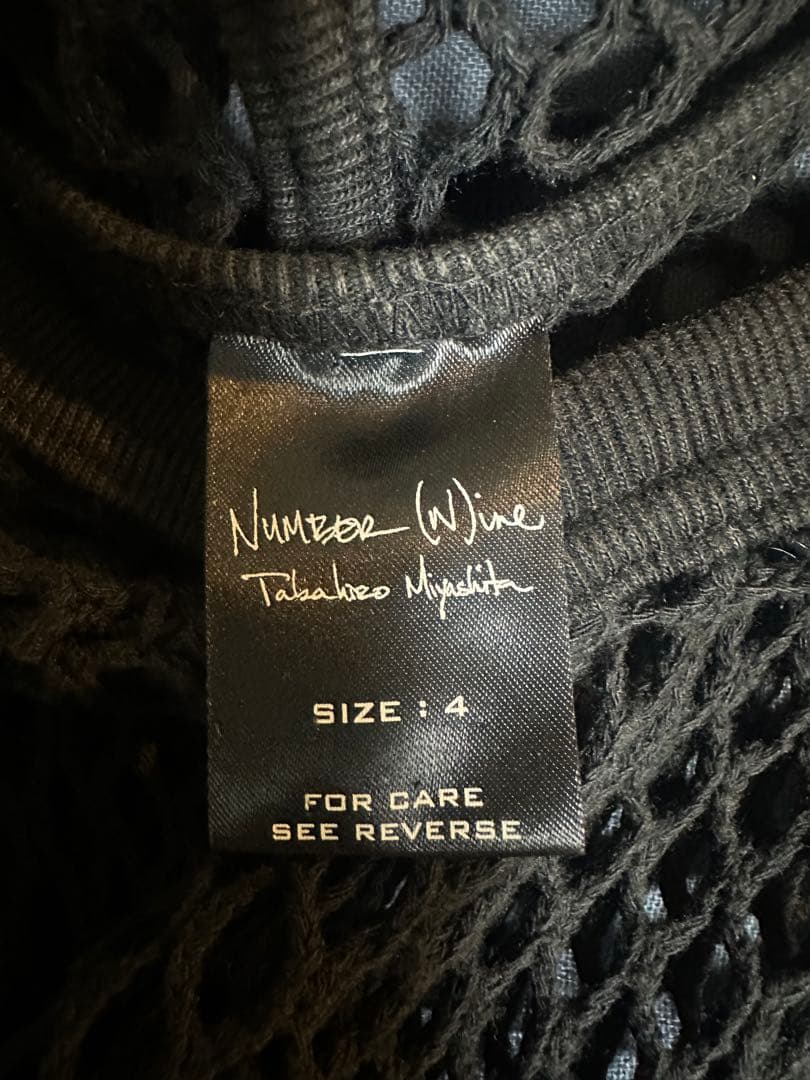 NUMBER (N)ine
Takahiro Miyashita
SIZE : 4
FOR CARE
SEE REVERSE